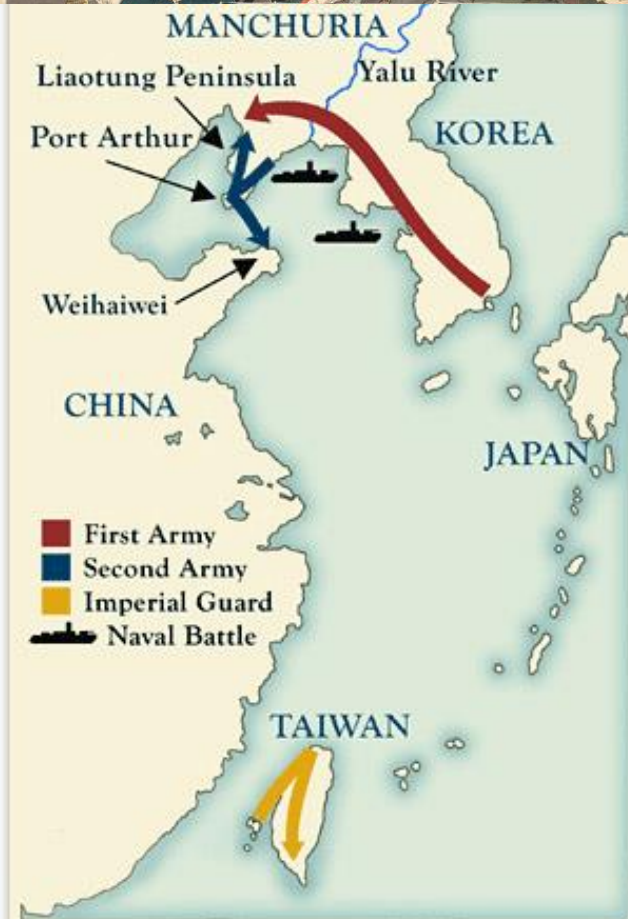 MANCHURIA
Liaotung Peninsula
Yalu River
Port Arthur
KOREA
Weihaiwei
CHINA
JAPAN
First Army
Second Army
Imperial Guard
Naval Battle
TAIWAN